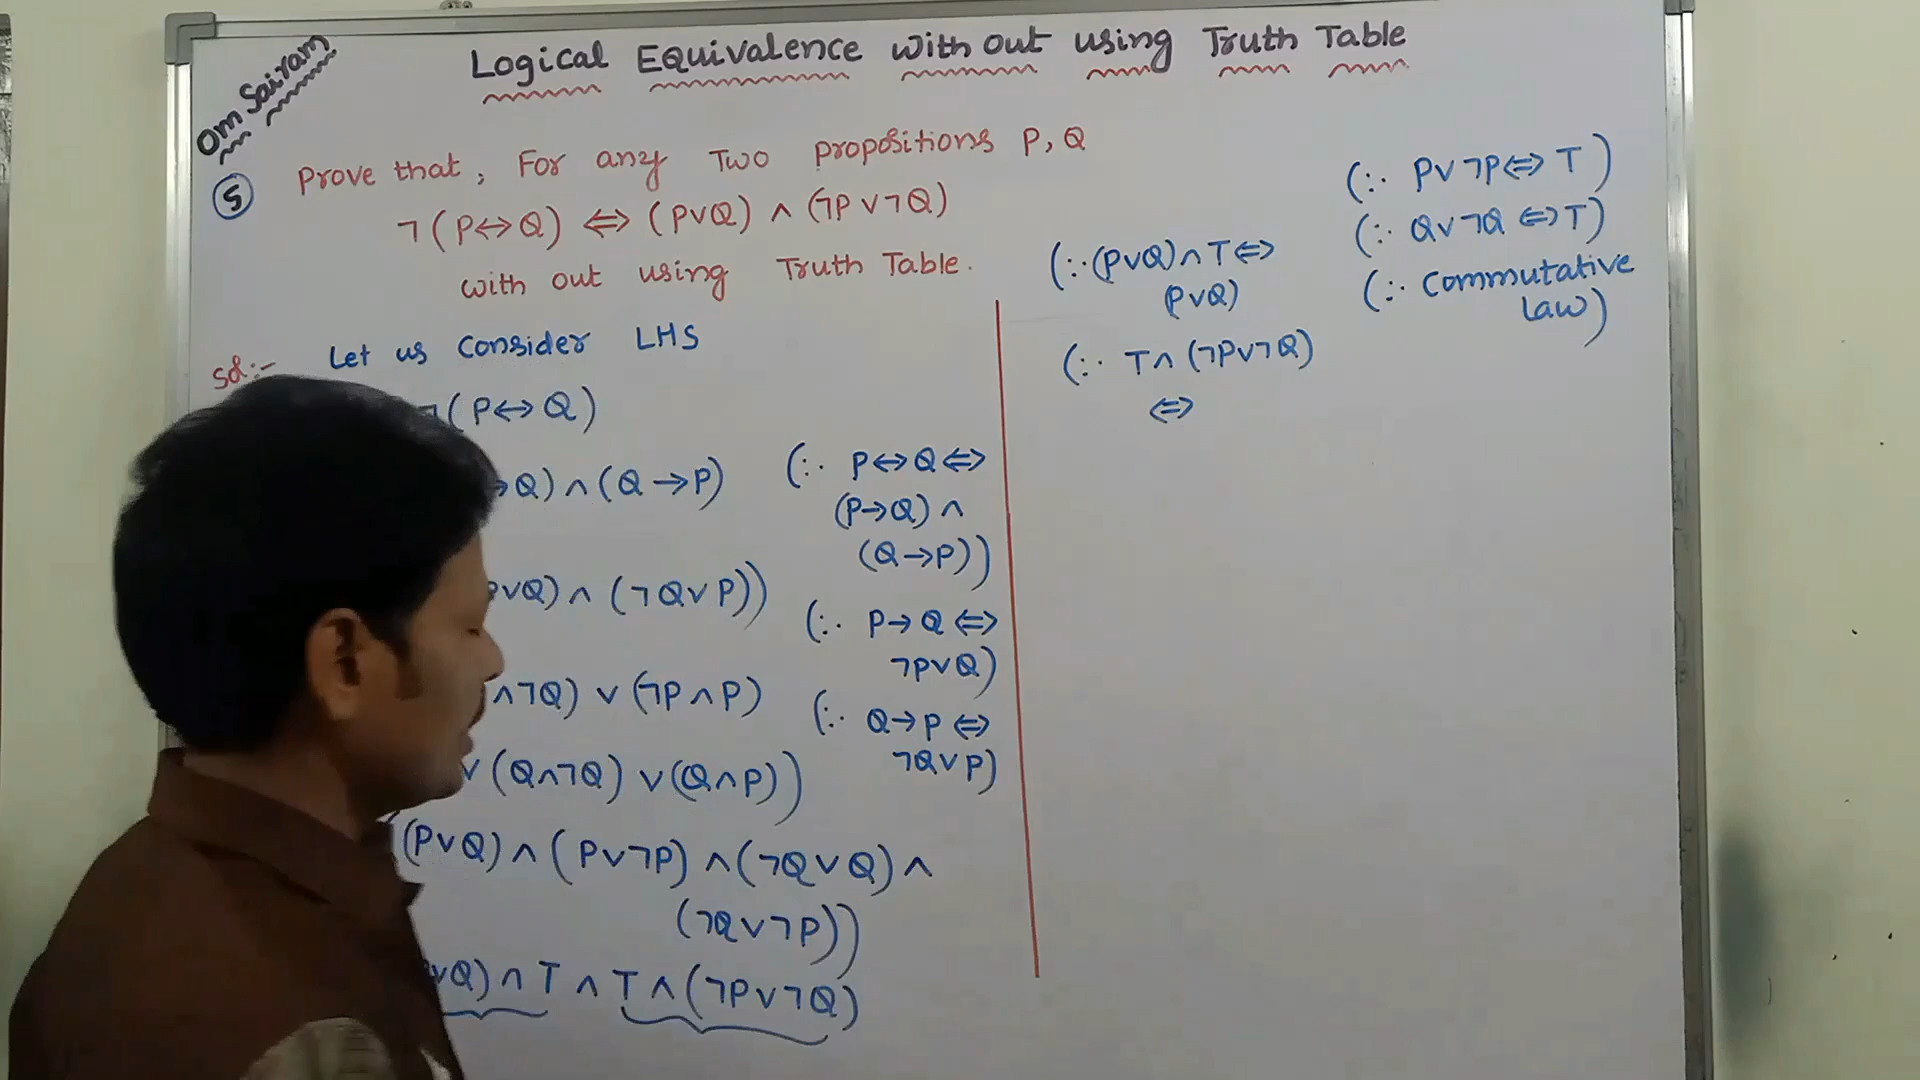 Om Sairam
Logical Equivalence with out using Truth Table
5 Prove that, For any Two propositions P, Q
¬(P↔Q) ⇔ (P∨Q) ∧ (¬P∨¬Q)
with out using Truth Table.
Sol:- Let us Consider LHS
¬(P↔Q)
→Q)∧(Q→P)
(∵ P↔Q⇔
(P→Q) ∧
(Q→P))
P∨Q)∧(¬Q∨P))
(∵ P→Q⇔
¬P∨Q)
∧¬Q) ∨ (¬P∧P)
(∵ Q→P⇔
¬Q∨P)
∨(Q∧¬Q) ∨(Q∧P))
(P∨Q)∧(P∨¬P)∧(¬Q∨Q)∧
(¬Q∨¬P))
∨Q)∧T∧T∧(¬P∨¬Q)
(∵(P∨Q)∧T⇔
(P∨Q)
(∵ T∧(¬P∨¬Q)
⇔
(∵ P∨¬P⇔T)
(∵ Q∨¬Q⇔T)
(∵ Commutative
Law)